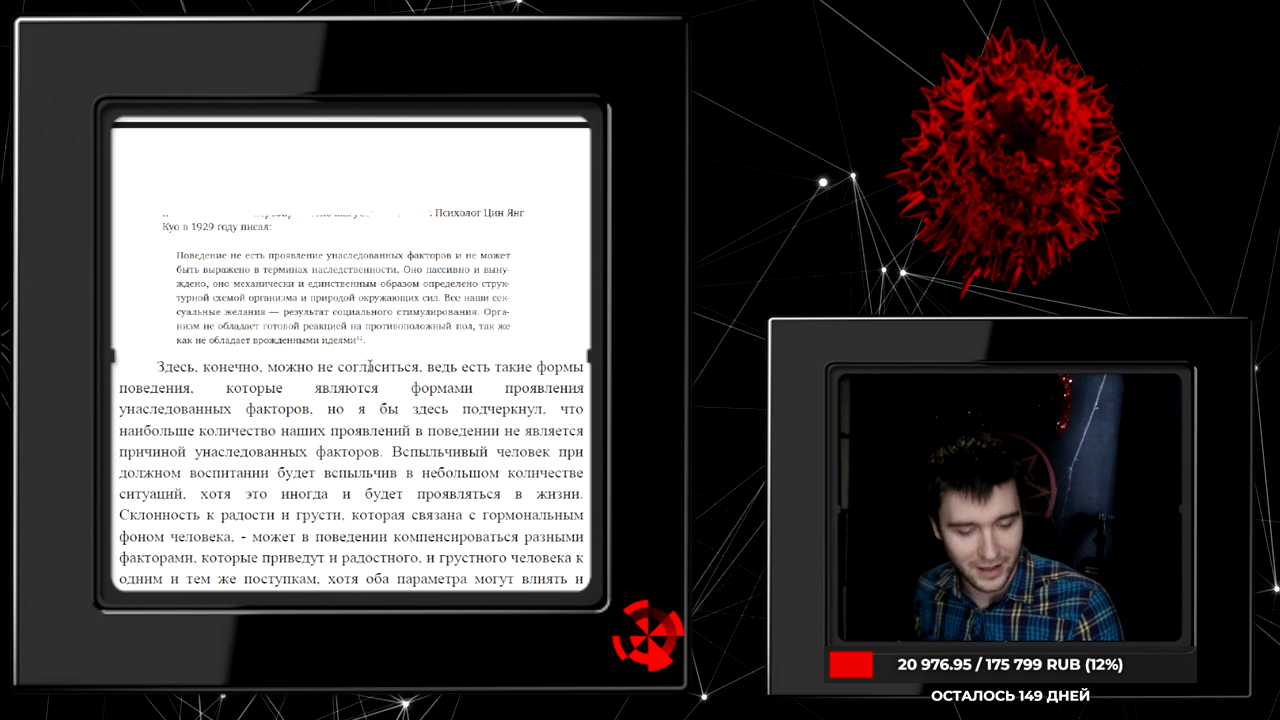 . Психолог Цин Янг
Куо в 1929 году писал:
Поведение не есть проявление унаследованных факторов и не может
быть выражено в терминах наследственности. Оно пассивно и выну-
ждено, оно механически и единственным образом определено струк-
турной схемой организма и природой окружающих сил. Все наши сек-
суальные желания — результат социального стимулирования. Орга-
низм не обладает готовой реакцией на противоположный пол, так же
как не обладает врожденными идеями¹².
Здесь, конечно, можно не согласиться, ведь есть такие формы
поведения, которые являются формами проявления
унаследованных факторов, но я бы здесь подчеркнул, что
наибольше количество наших проявлений в поведении не является
причиной унаследованных факторов. Вспыльчивый человек при
должном воспитании будет вспыльчив в небольшом количестве
ситуаций, хотя это иногда и будет проявляться в жизни.
Склонность к радости и грусти, которая связана с гормональным
фоном человека, - может в поведении компенсироваться разными
факторами, которые приведут и радостного, и грустного человека к
одним и тем же поступкам, хотя оба параметра могут влиять и
20 976.95 / 175 799 RUB (12%)
ОСТАЛОСЬ 149 ДНЕЙ